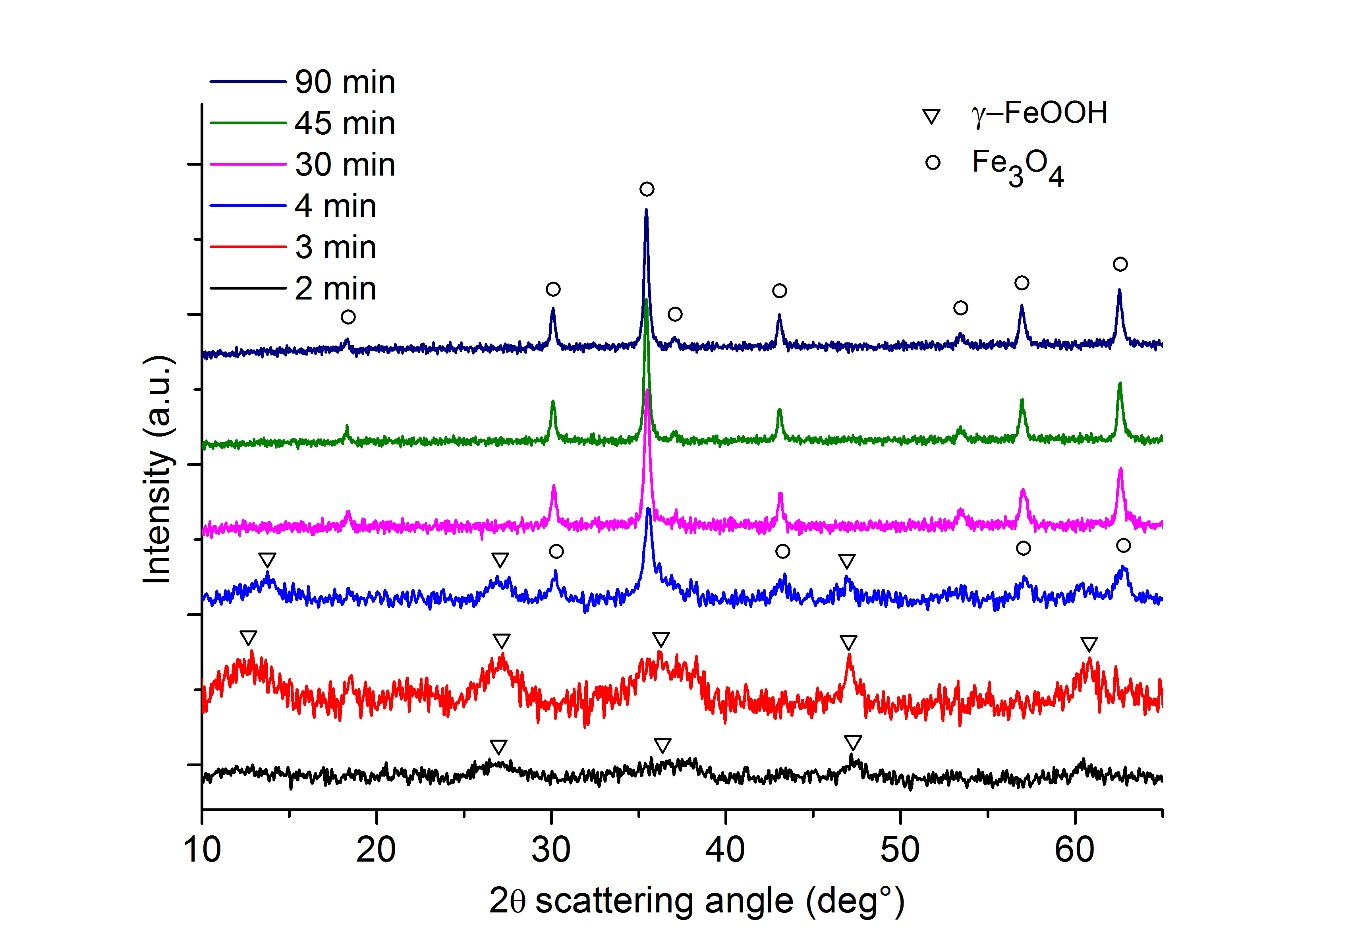 90 min
45 min
30 min
4 min
3 min
2 min
γ–FeOOH
Fe₃O₄
Intensity (a.u.)
10 20 30 40 50 60
2θ scattering angle (deg°)